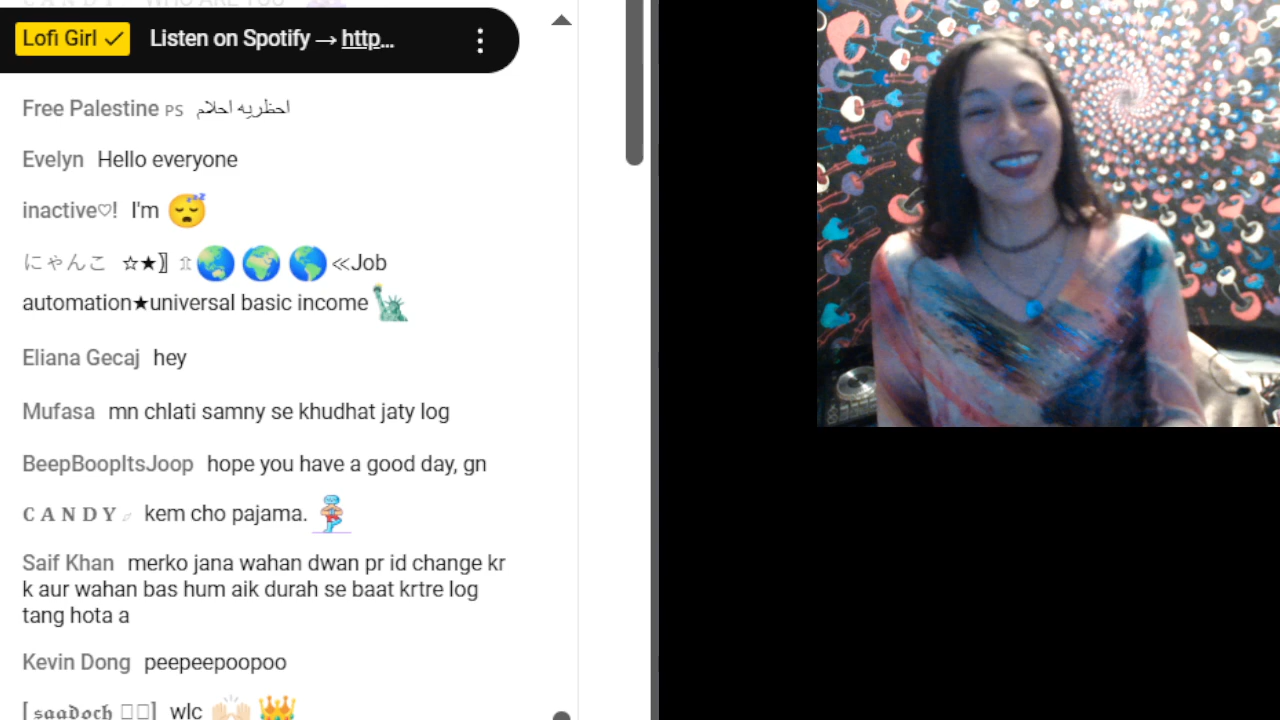 Lofi Girl ✓ Listen on Spotify → http...
Free Palestine PS احظريه احلام
Evelyn Hello everyone
inactive♡! I'm 😴
にゃんこ ☆★〗⇫🌏🌍🌎≪Job
automation★universal basic income🗽
Eliana Gecaj hey
Mufasa mn chlati samny se khudhat jaty log
BeepBoopItsJoop hope you have a good day, gn
C A N D Y kem cho pajama.
Saif Khan merko jana wahan dwan pr id change kr
k aur wahan bas hum aik durah se baat krtre log
tang hota a
Kevin Dong peepeepoopoo
[ 𝖘𝖆𝖆𝖉𝖔𝖈𝖍 □□] wlc 🙌🏻 👑